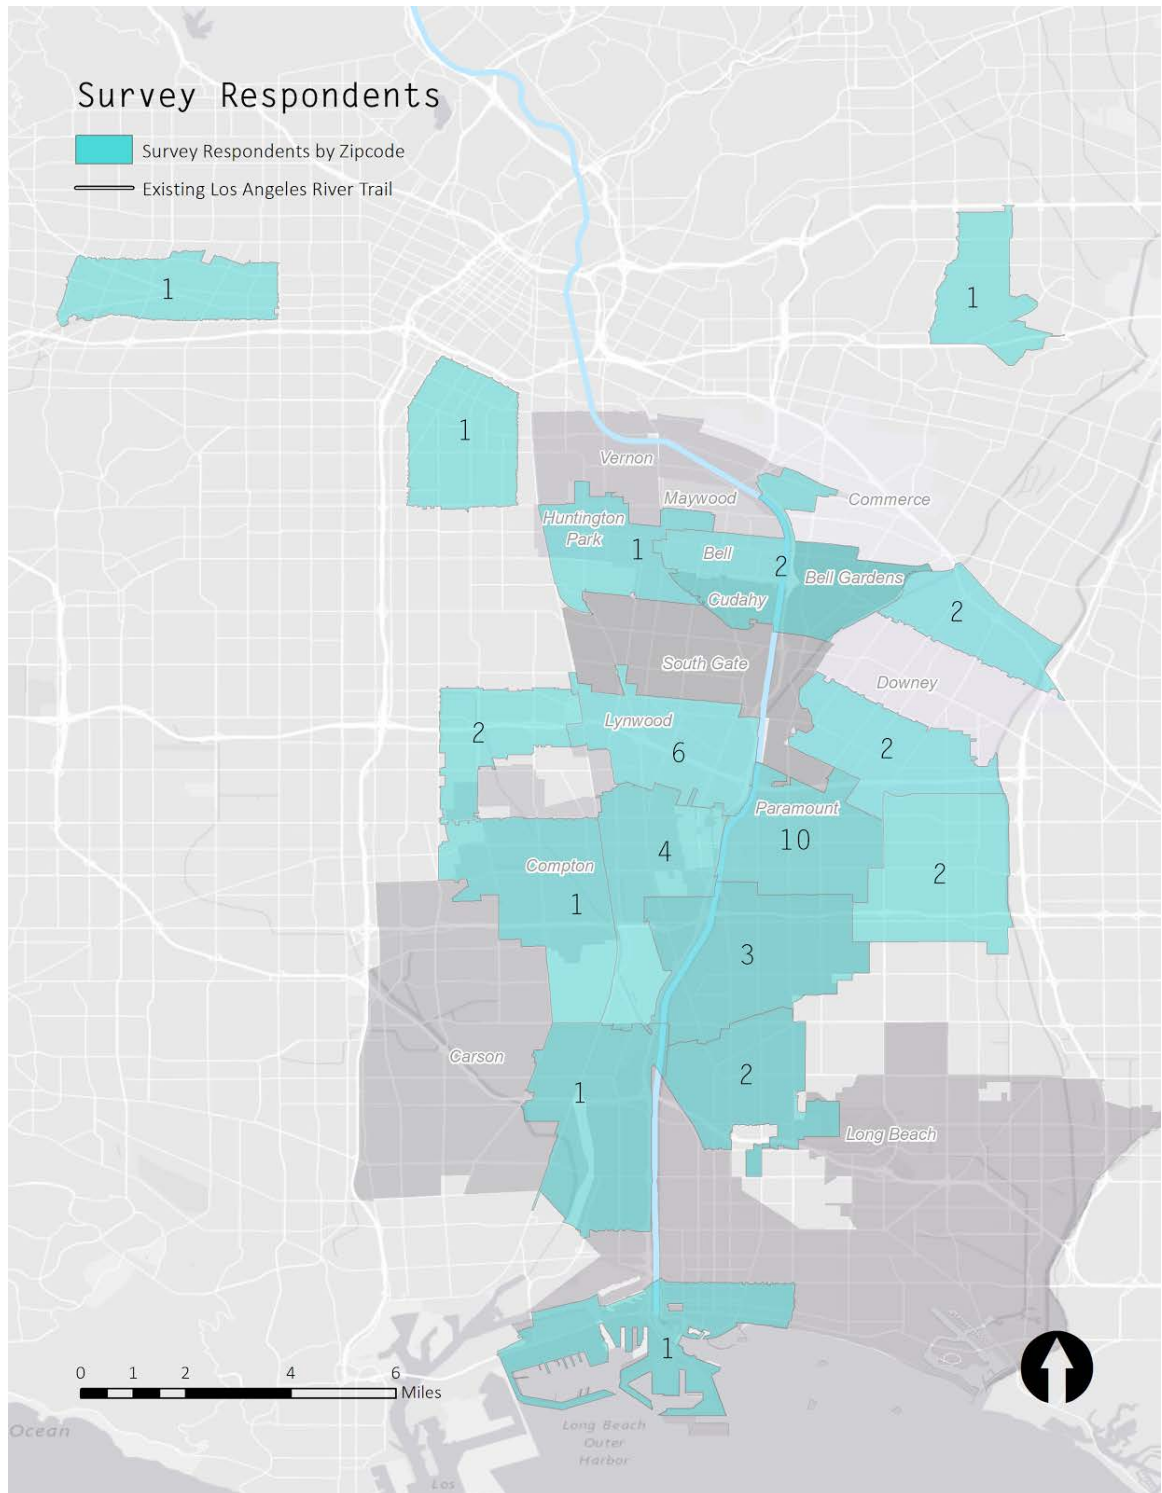 Survey Respondents
Survey Respondents by Zipcode
Existing Los Angeles River Trail
1
1
1
Vernon
Maywood
Commerce
Huntington
Park
1
Bell
2
Bell Gardens
Cudahy
2
South Gate
Downey
Lynwood
2
6
2
Paramount
10
4
Compton
2
1
3
Carson
2
1
Long Beach
1
0 1 2 4 6
Miles
Long Beach
Outer
Harbor
Ocean
Los